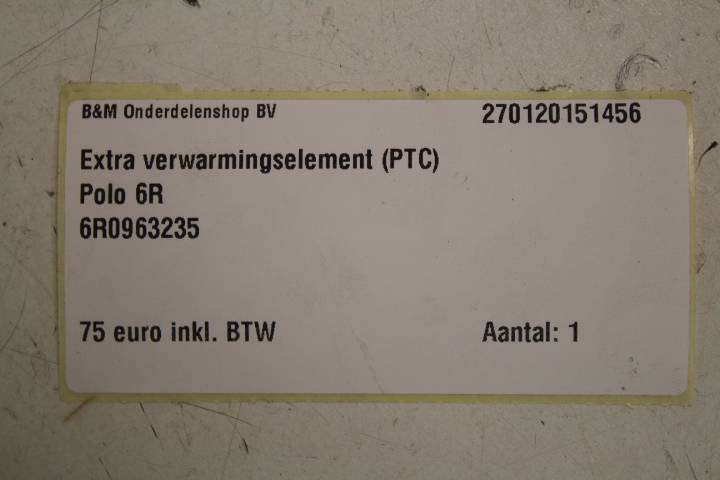 B&M Onderdelenshop BV 270120151456
Extra verwarmingselement (PTC)
Polo 6R
6R0963235
75 euro inkl. BTW Aantal: 1